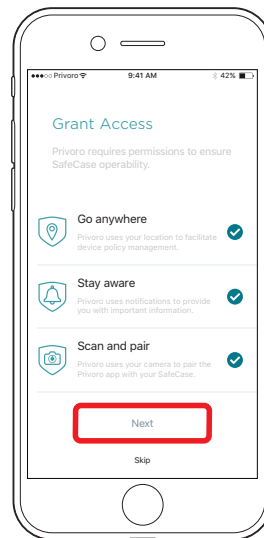 Privoro 9:41 AM 42%
Grant Access
Privoro requires permissions to ensure
SafeCase operability.
Go anywhere
Privoro uses your location to facilitate
device policy management.
Stay aware
Privoro uses notifications to provide
you with important information.
Scan and pair
Privoro uses your camera to pair the
Privoro app with your SafeCase.
Next
Skip